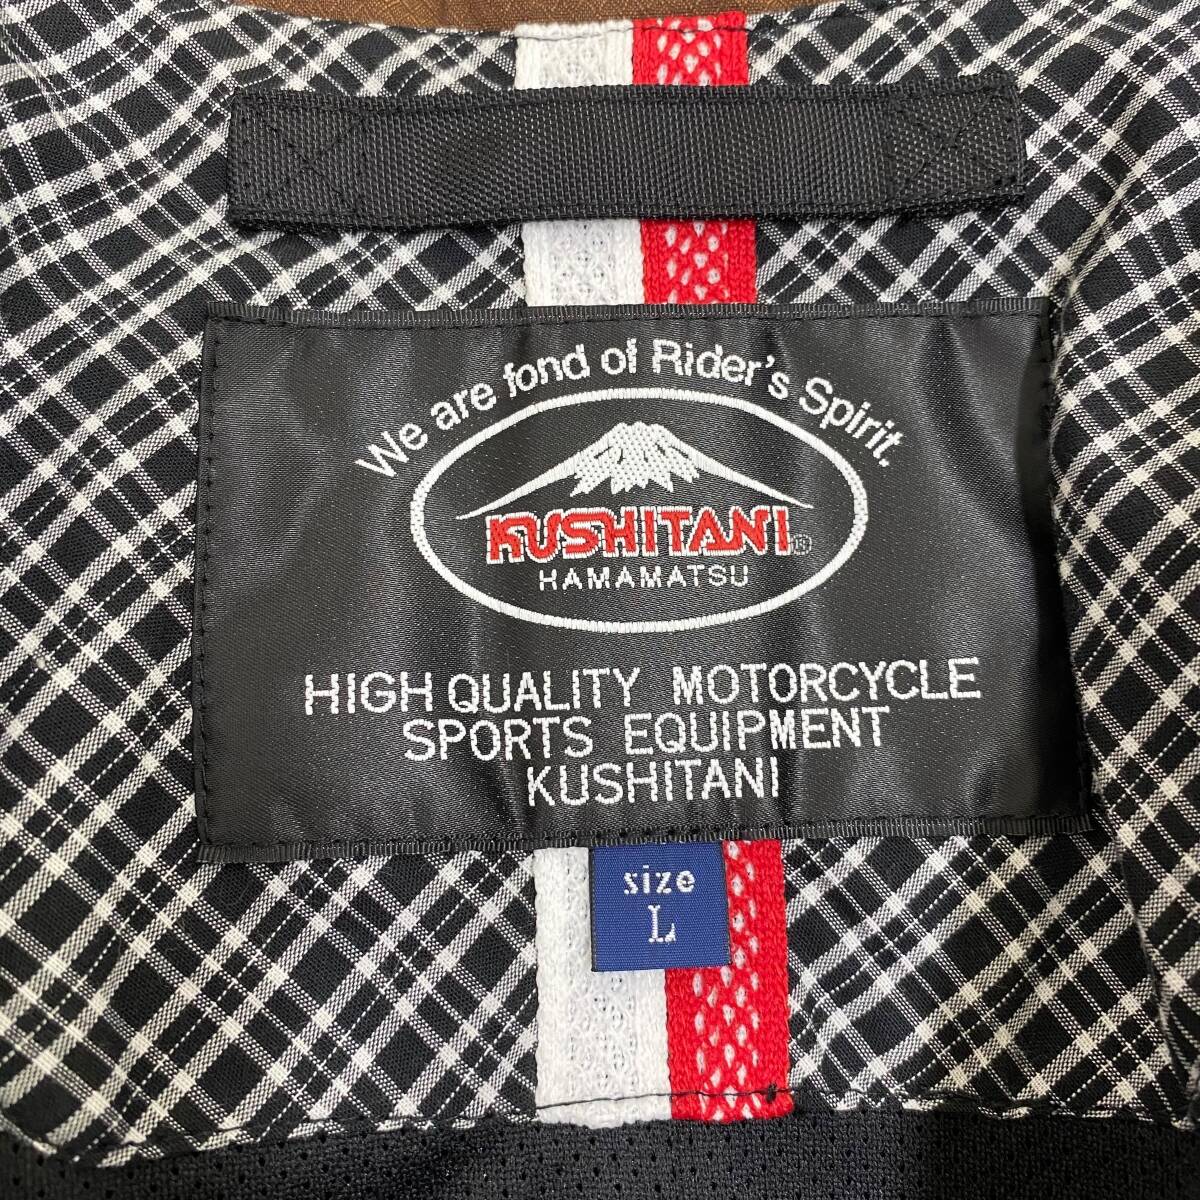 We are fond of Rider's Spirit.
KUSHITANI®
HAMAMATSU
HIGH QUALITY MOTORCYCLE
SPORTS EQUIPMENT
KUSHITANI
size
L